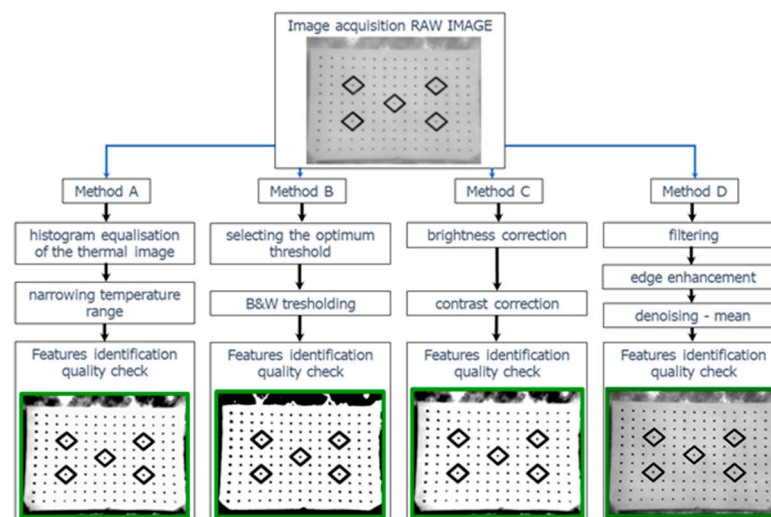 Image acquisition RAW IMAGE
Method A
Method B
Method C
Method D
histogram equalisation
of the thermal image
selecting the optimum
threshold
brightness correction
filtering
edge enhancement
narrowing temperature
range
B&W tresholding
contrast correction
denoising - mean
Features identification
quality check
Features identification
quality check
Features identification
quality check
Features identification
quality check